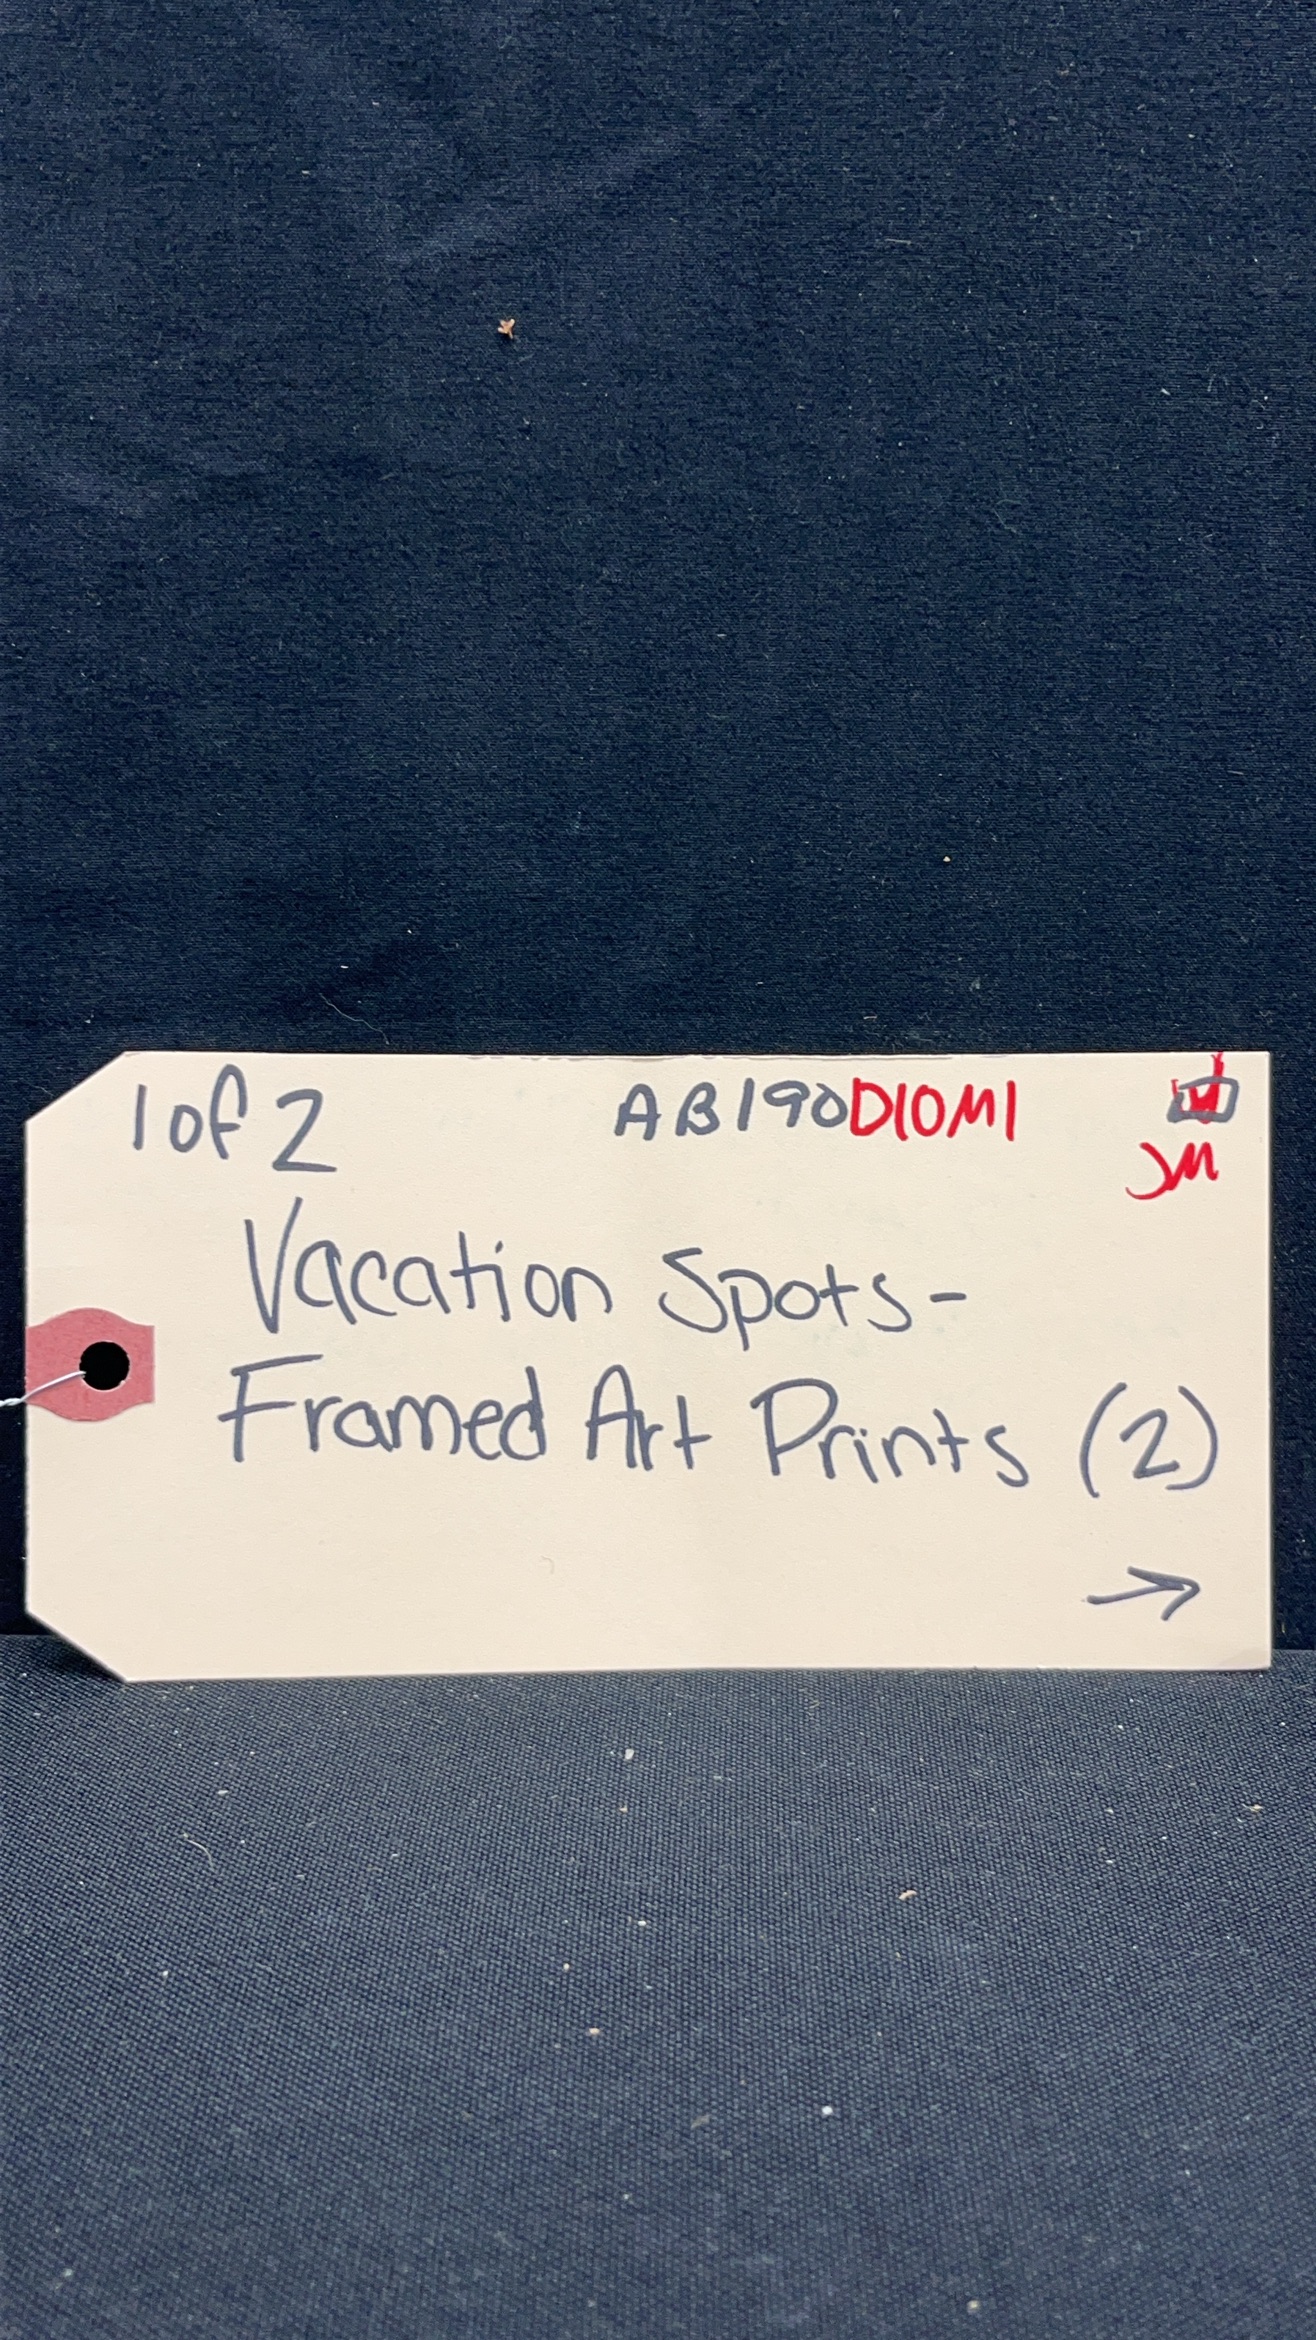 1 of 2 AB190D10M1
JM
Vacation Spots-
Framed Art Prints (2)
→